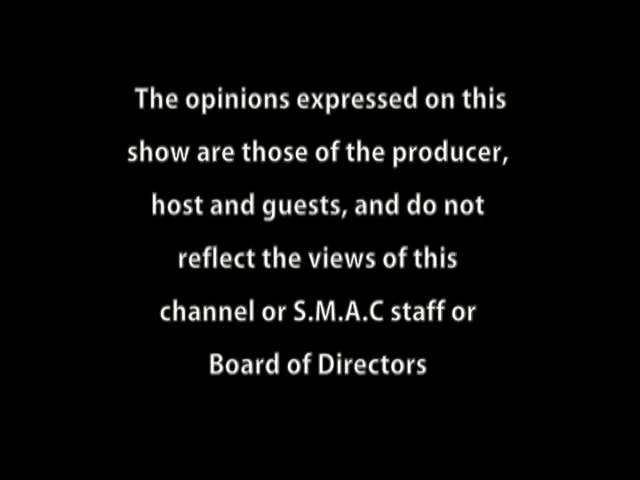 The opinions expressed on this
show are those of the producer,
host and guests, and do not
reflect the views of this
channel or S.M.A.C staff or
Board of Directors